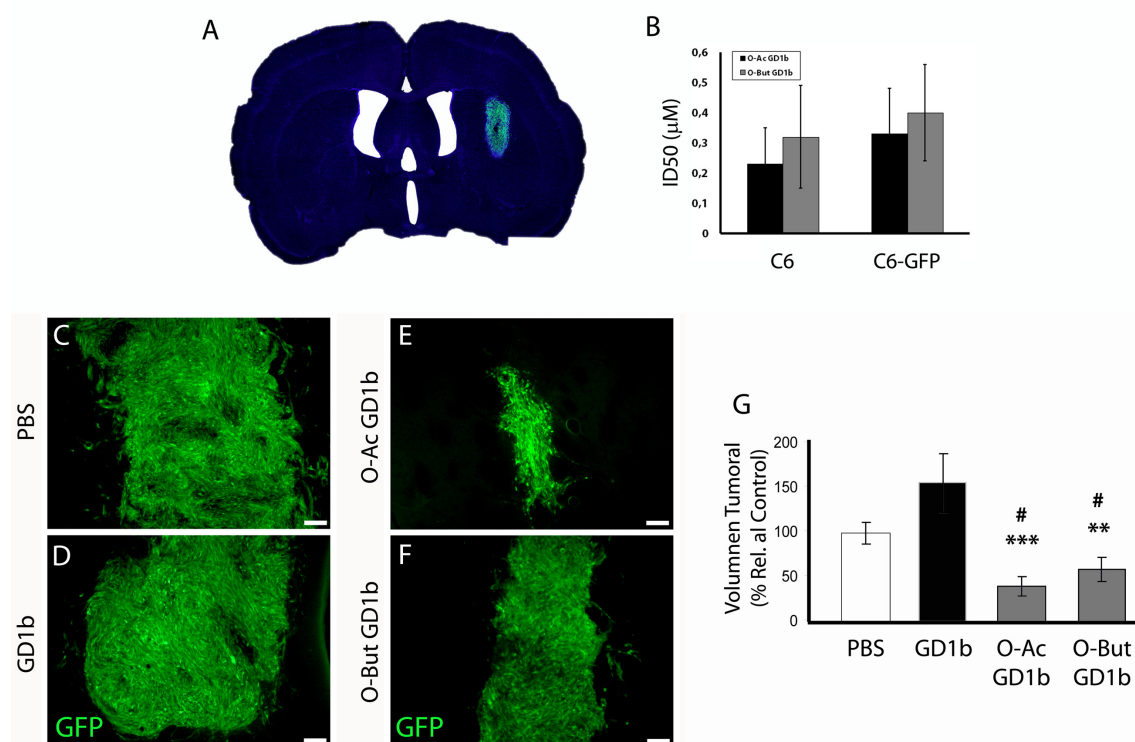 A
B
0,6
0,5
0,4
0,3
0,2
0,1
0
ID50 (µM)
O-Ac GD1b
O-But GD1b
C6
C6-GFP
PBS
C
O-Ac GD1b
E
GD1b
D
GFP
O-But GD1b
F
G
Volumnen Tumoral
(% Rel. al Control)
200
150
100
50
0
#
***
#
**
PBS
GD1b
O-Ac
GD1b
O-But
GD1b